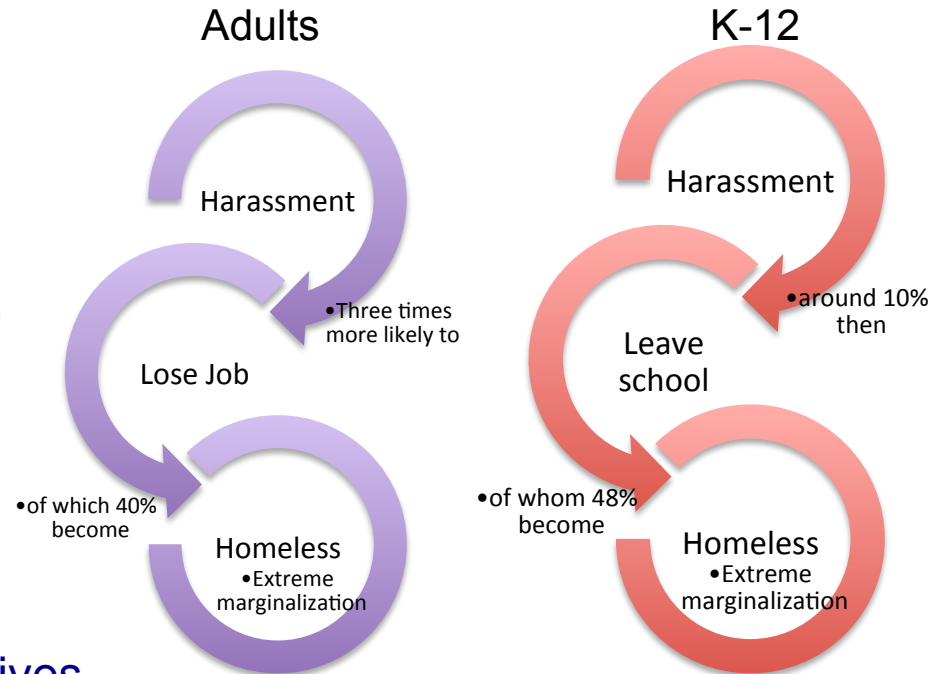 Adults
Harassment
•Three times
more likely to
Lose Job
•of which 40%
become
Homeless
•Extreme
marginalization
K-12
Harassment
•around 10%
then
Leave
school
•of whom 48%
become
Homeless
•Extreme
marginalization